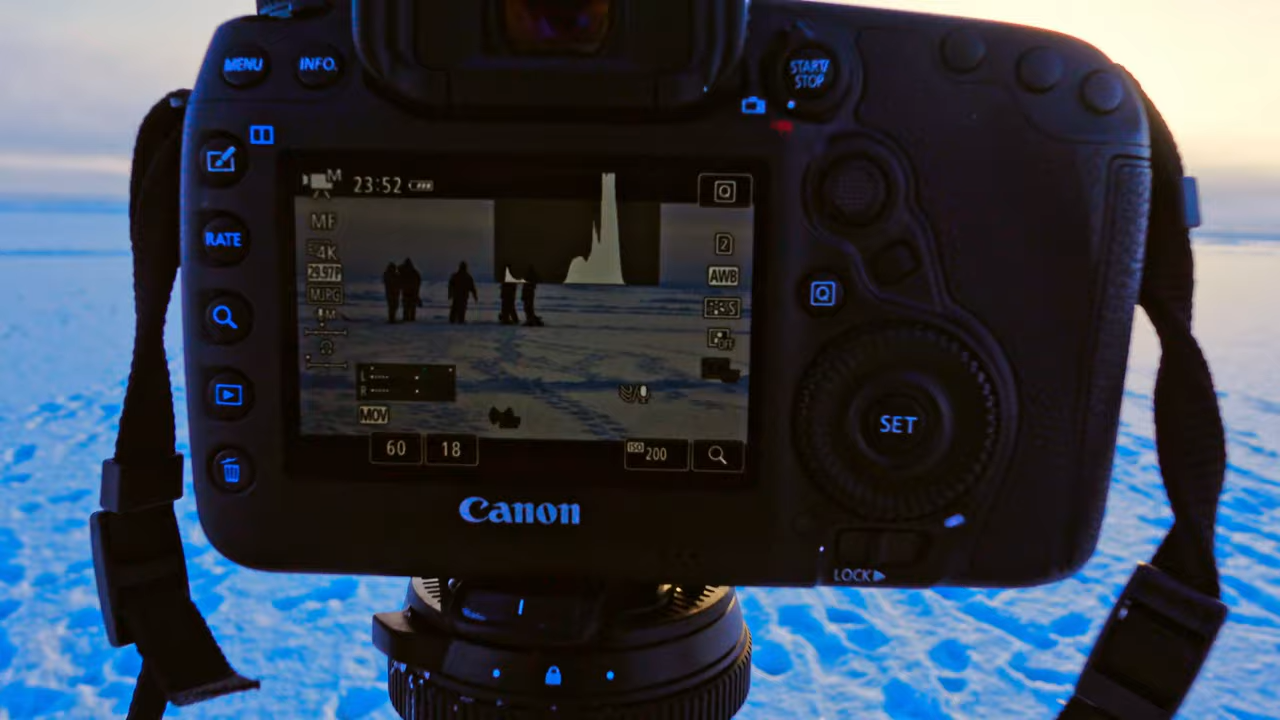 MENU INFO.
START/
STOP
M
23:52
Q
MF
4K
29.97P
MJPG
M
2
AWB
S
OFF
RATE
Q
L
R
MOV
60 18 ISO 200
SET
Canon
LOCK▶